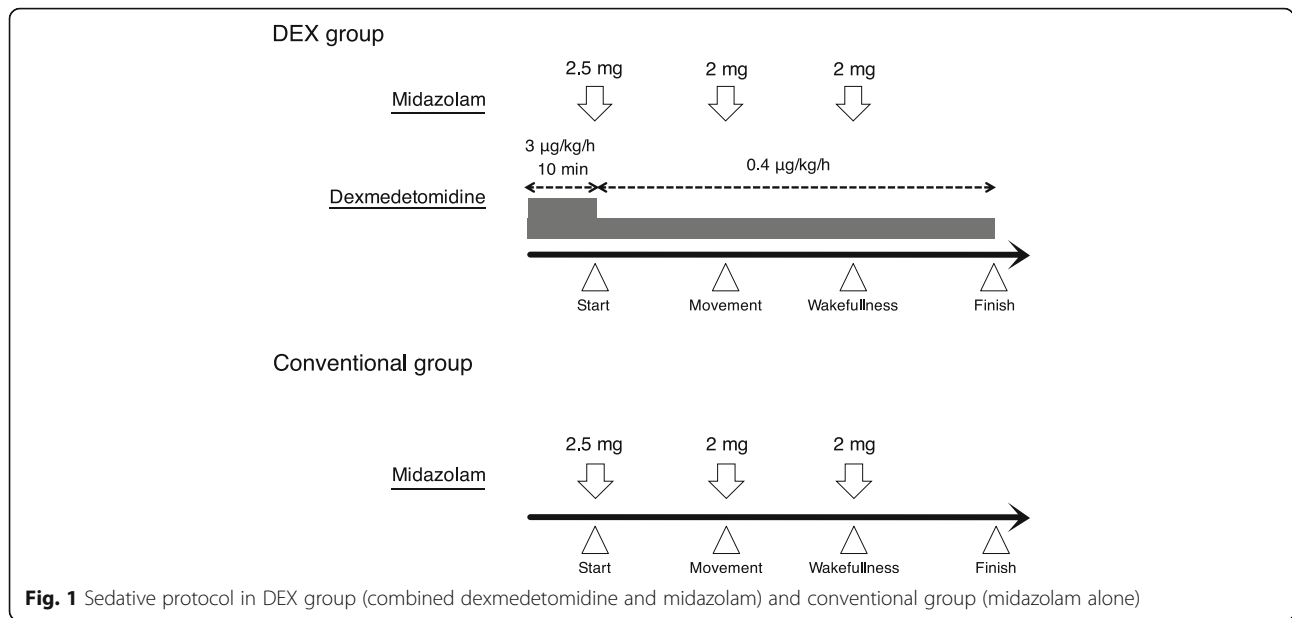 DEX group
2.5 mg 2 mg 2 mg
Midazolam
3 µg/kg/h
10 min
0.4 µg/kg/h
Dexmedetomidine
Start Movement Wakefullness Finish
Conventional group
2.5 mg 2 mg 2 mg
Midazolam
Start Movement Wakefullness Finish
Fig. 1 Sedative protocol in DEX group (combined dexmedetomidine and midazolam) and conventional group (midazolam alone)